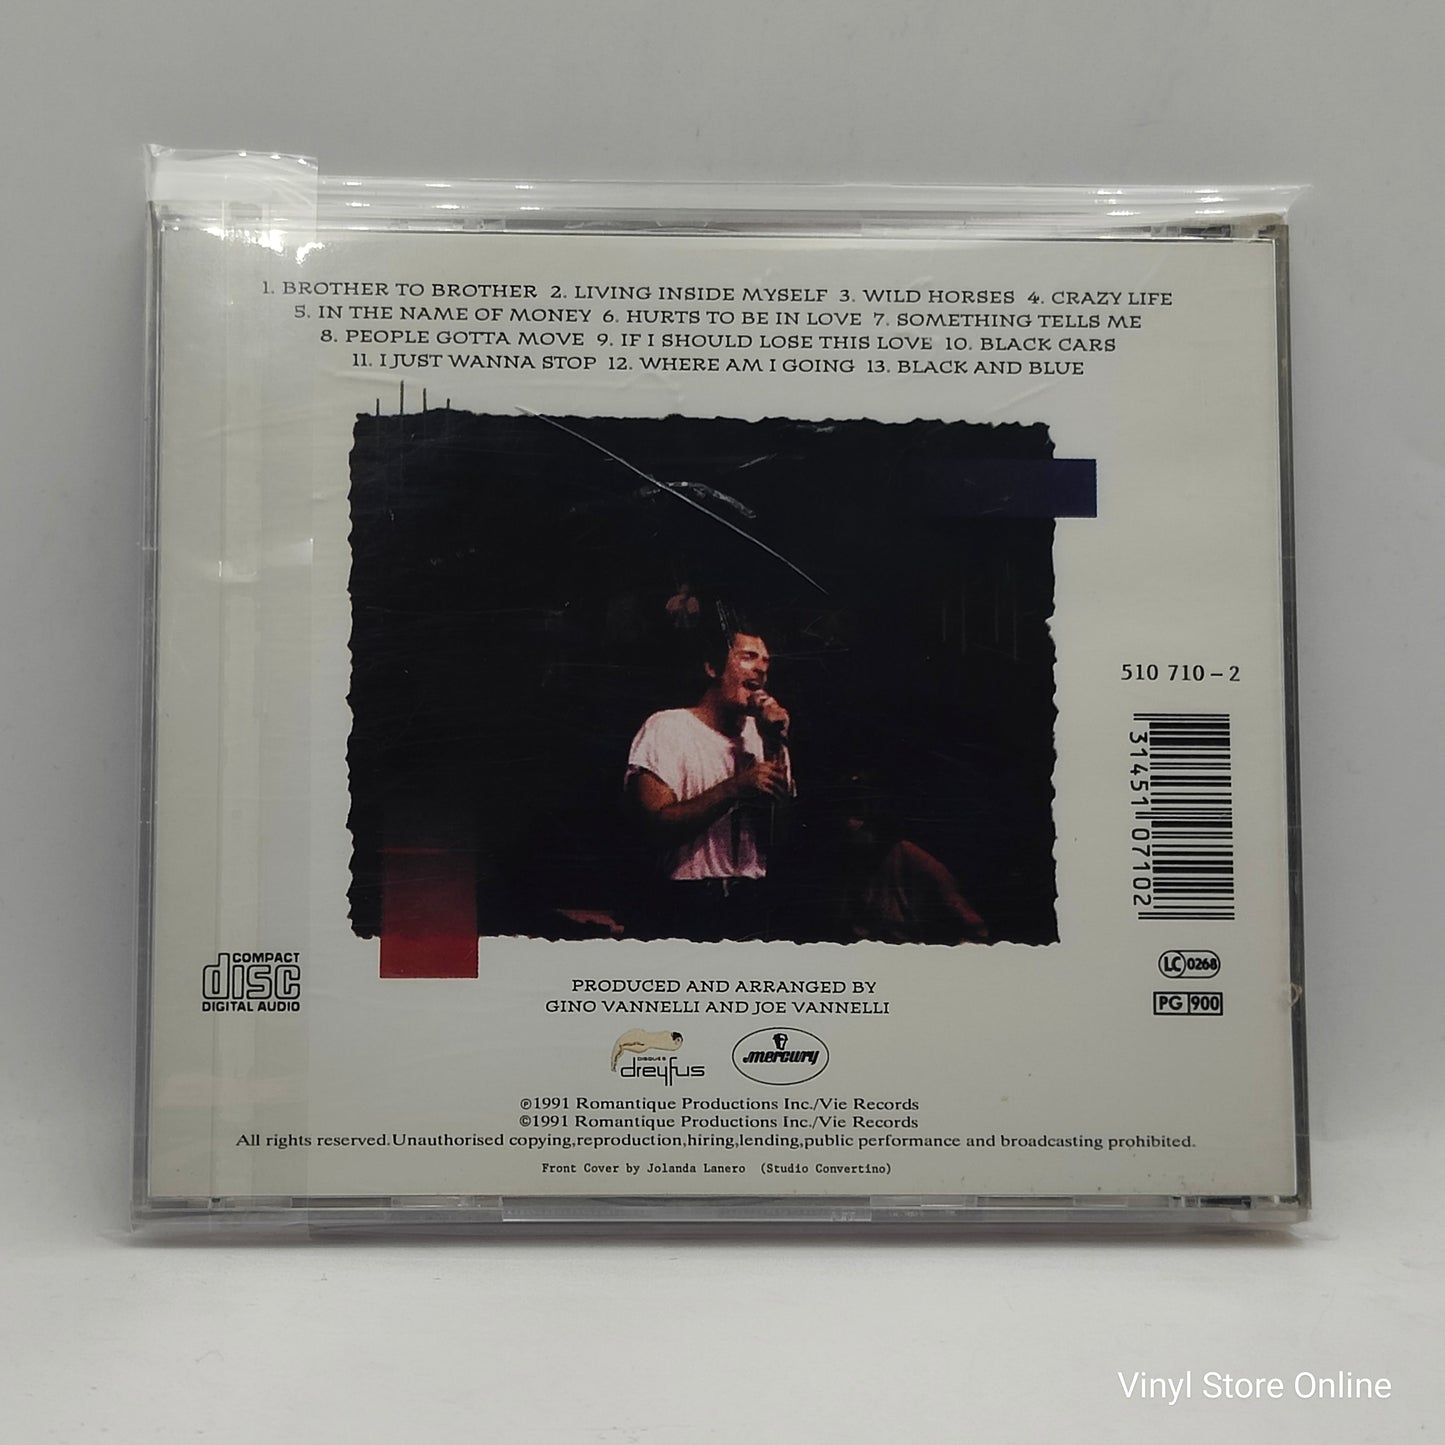 1. BROTHER TO BROTHER 2. LIVING INSIDE MYSELF 3. WILD HORSES 4. CRAZY LIFE
5. IN THE NAME OF MONEY 6. HURTS TO BE IN LOVE 7. SOMETHING TELLS ME
8. PEOPLE GOTTA MOVE 9. IF I SHOULD LOSE THIS LOVE 10. BLACK CARS
11. I JUST WANNA STOP 12. WHERE AM I GOING 13. BLACK AND BLUE
510 710-2
31451 07102
LC 0268
PG 900
COMPACT
disc
DIGITAL AUDIO
PRODUCED AND ARRANGED BY
GINO VANNELLI AND JOE VANNELLI
DISQUES
dreyfus
mercury
℗1991 Romantique Productions Inc./Vie Records
©1991 Romantique Productions Inc./Vie Records
All rights reserved.Unauthorised copying,reproduction,hiring,lending,public performance and broadcasting prohibited.
Front Cover by Jolanda Lanero (Studio Convertino)
Vinyl Store Online